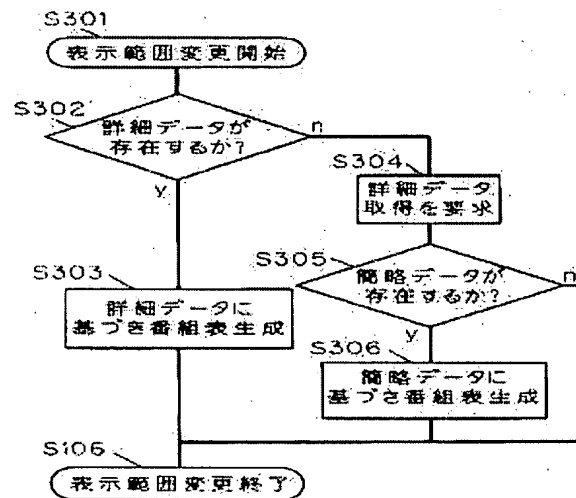 S301
表示範囲変更開始
S302
詳細データが
存在するか?
n
y
S304
詳細データ
取得を要求
S305
簡略データが
存在するか?
n
y
S303
詳細データに
基づき番組表生成
S306
簡略データに
基づき番組表生成
S106
表示範囲変更終了